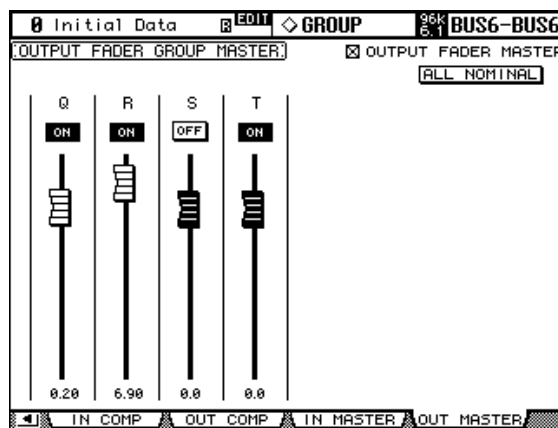 0 Initial Data EDIT GROUP 96k 6.1 BUS6-BUS6
OUTPUT FADER GROUP MASTER OUTPUT FADER MASTER
ALL NOMINAL
Q R S T
ON ON OFF ON
0.20 6.90 0.0 0.0
IN COMP OUT COMP IN MASTER OUT MASTER